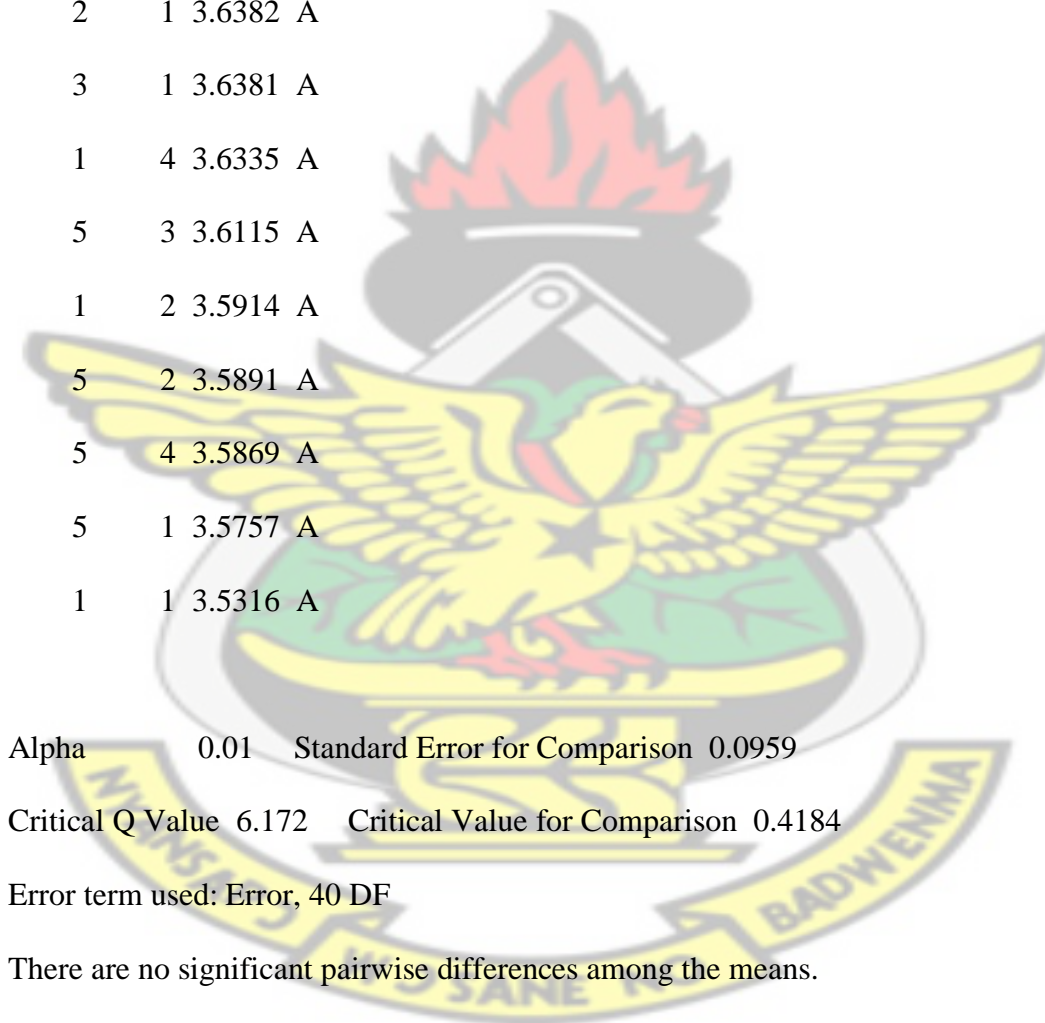 2 1 3.6382 A
3 1 3.6381 A
1 4 3.6335 A
5 3 3.6115 A
1 2 3.5914 A
5 2 3.5891 A
5 4 3.5869 A
5 1 3.5757 A
1 1 3.5316 A
Alpha 0.01 Standard Error for Comparison 0.0959
Critical Q Value 6.172 Critical Value for Comparison 0.4184
Error term used: Error, 40 DF
There are no significant pairwise differences among the means.
BADWENMA